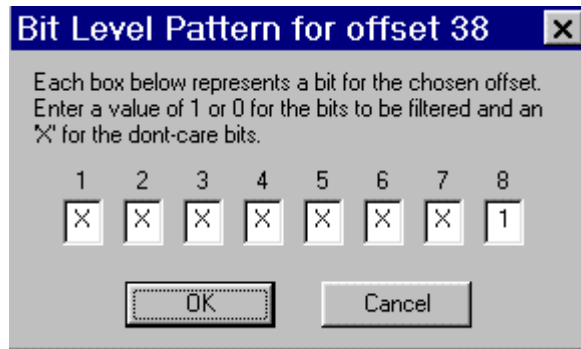 Bit Level Pattern for offset 38
Each box below represents a bit for the chosen offset.
Enter a value of 1 or 0 for the bits to be filtered and an
'X' for the dont-care bits.
1 2 3 4 5 6 7 8
X X X X X X X 1
OK Cancel